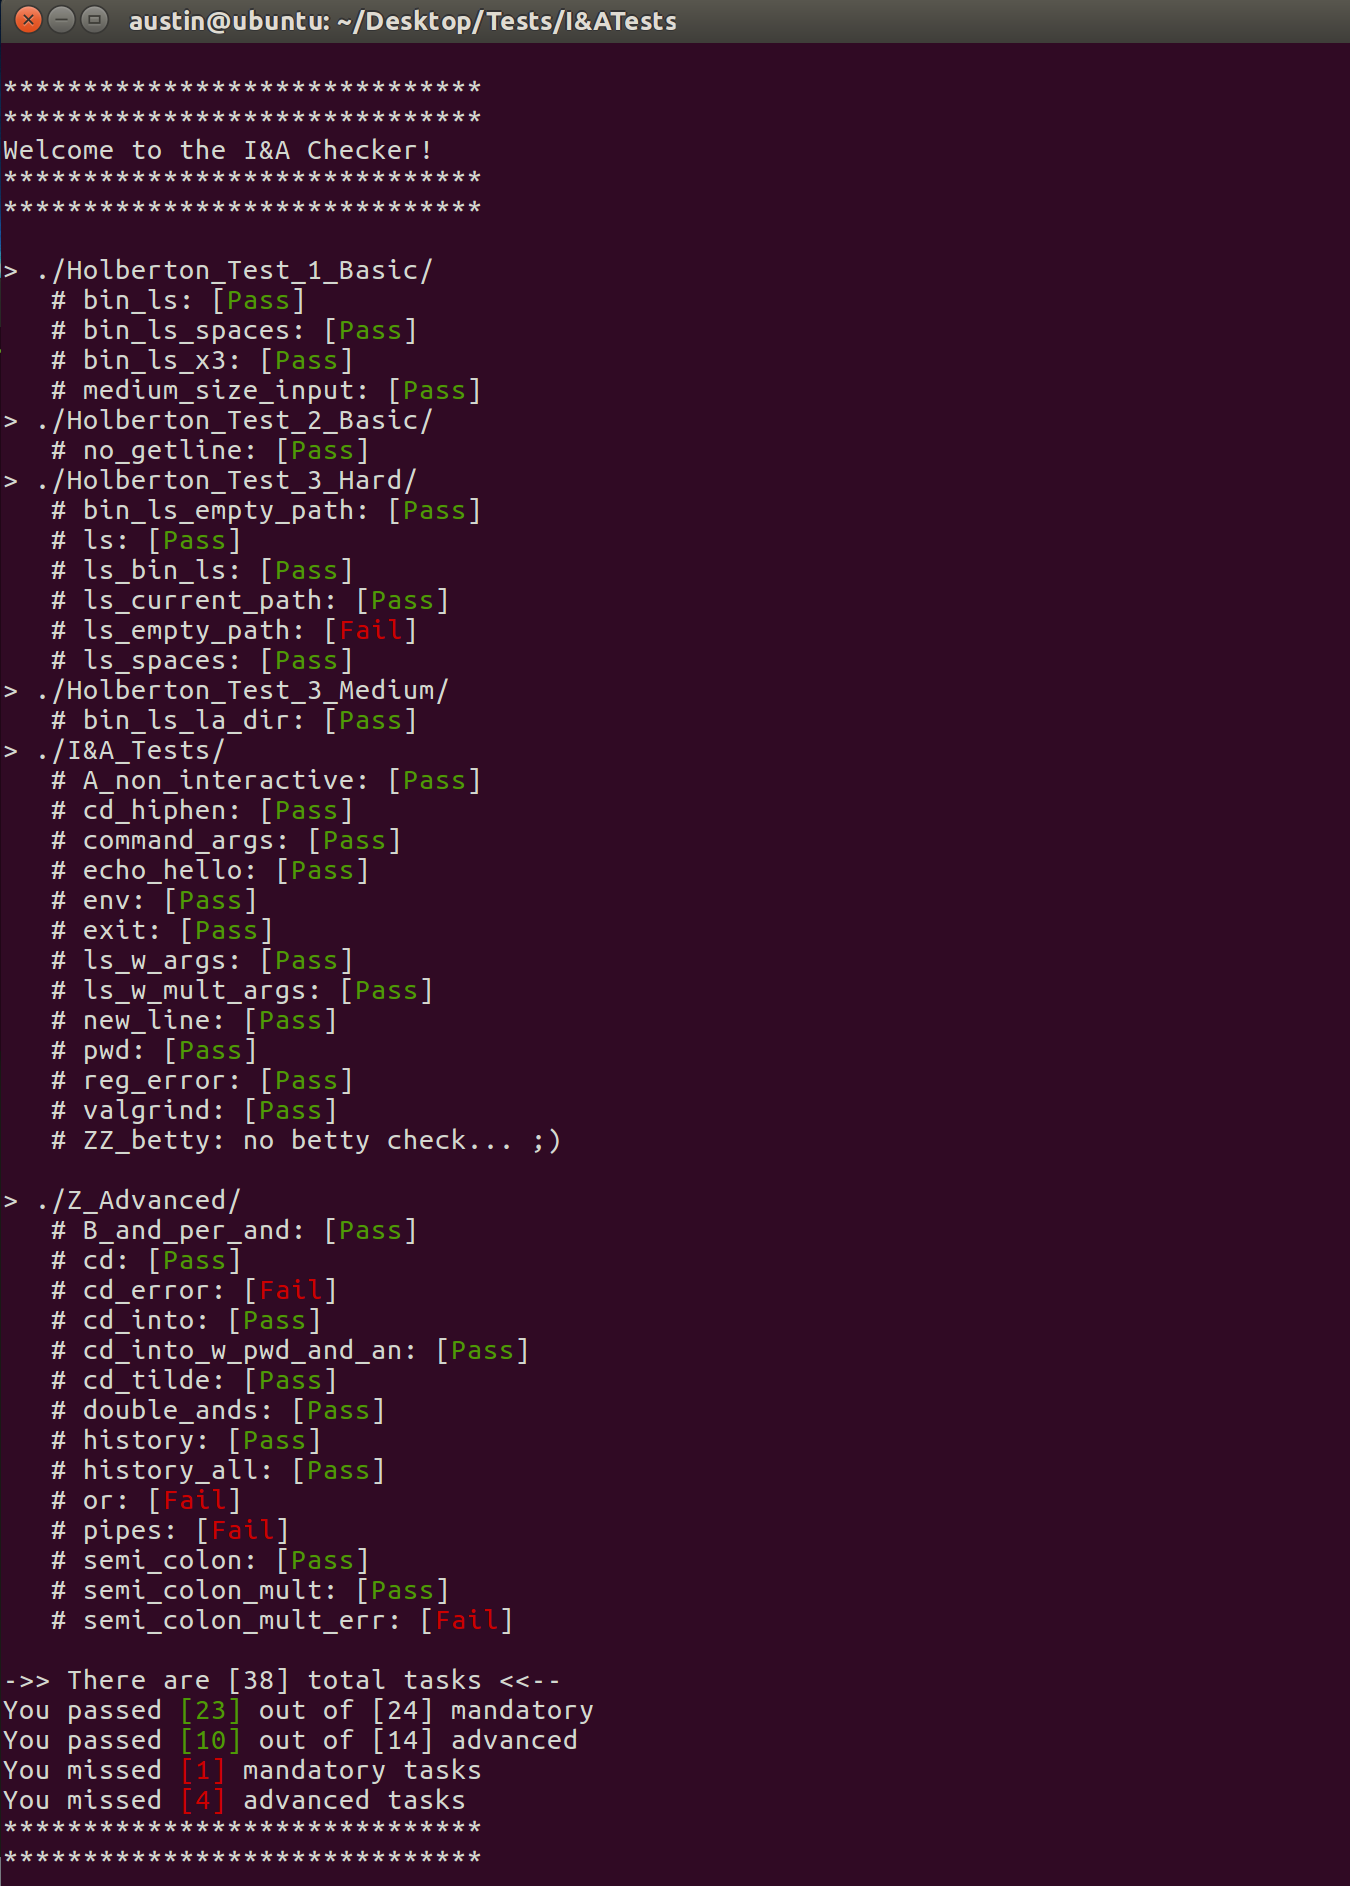 austin@ubuntu: ~/Desktop/Tests/I&ATests
******************************
******************************
Welcome to the I&A Checker!
******************************
******************************
> ./Holberton_Test_1_Basic/
# bin_ls: [Pass]
# bin_ls_spaces: [Pass]
# bin_ls_x3: [Pass]
# medium_size_input: [Pass]
> ./Holberton_Test_2_Basic/
# no_getline: [Pass]
> ./Holberton_Test_3_Hard/
# bin_ls_empty_path: [Pass]
# ls: [Pass]
# ls_bin_ls: [Pass]
# ls_current_path: [Pass]
# ls_empty_path: [Fail]
# ls_spaces: [Pass]
> ./Holberton_Test_3_Medium/
# bin_ls_la_dir: [Pass]
> ./I&A_Tests/
# A_non_interactive: [Pass]
# cd_hiphen: [Pass]
# command_args: [Pass]
# echo_hello: [Pass]
# env: [Pass]
# exit: [Pass]
# ls_w_args: [Pass]
# ls_w_mult_args: [Pass]
# new_line: [Pass]
# pwd: [Pass]
# reg_error: [Pass]
# valgrind: [Pass]
# ZZ_betty: no betty check... ;)
> ./Z_Advanced/
# B_and_per_and: [Pass]
# cd: [Pass]
# cd_error: [Fail]
# cd_into: [Pass]
# cd_into_w_pwd_and_an: [Pass]
# cd_tilde: [Pass]
# double_ands: [Pass]
# history: [Pass]
# history_all: [Pass]
# or: [Fail]
# pipes: [Fail]
# semi_colon: [Pass]
# semi_colon_mult: [Pass]
# semi_colon_mult_err: [Fail]
->> There are [38] total tasks <<--
You passed [23] out of [24] mandatory
You passed [10] out of [14] advanced
You missed [1] mandatory tasks
You missed [4] advanced tasks
******************************
******************************